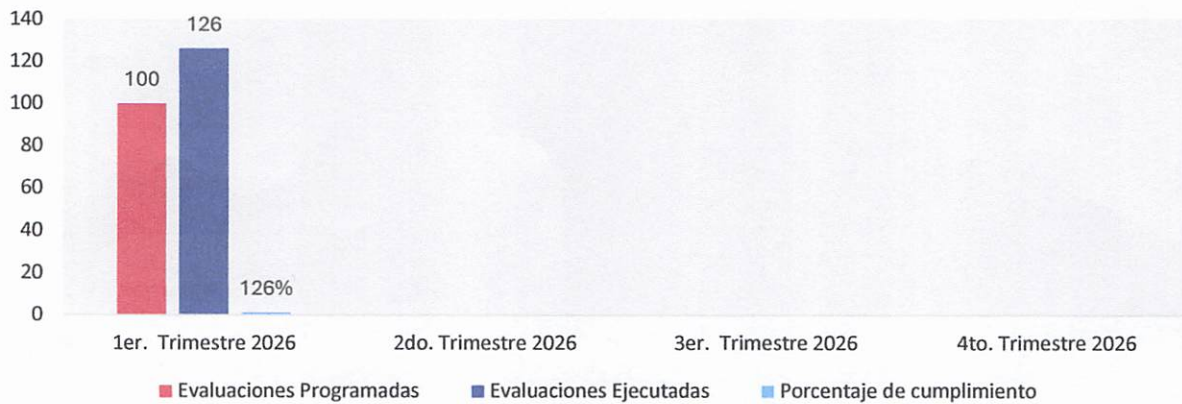 140
120
100
80
60
40
20
0
100
126
126%
1er. Trimestre 2026
2do. Trimestre 2026
3er. Trimestre 2026
4to. Trimestre 2026
Evaluaciones Programadas
Evaluaciones Ejecutadas
Porcentaje de cumplimiento